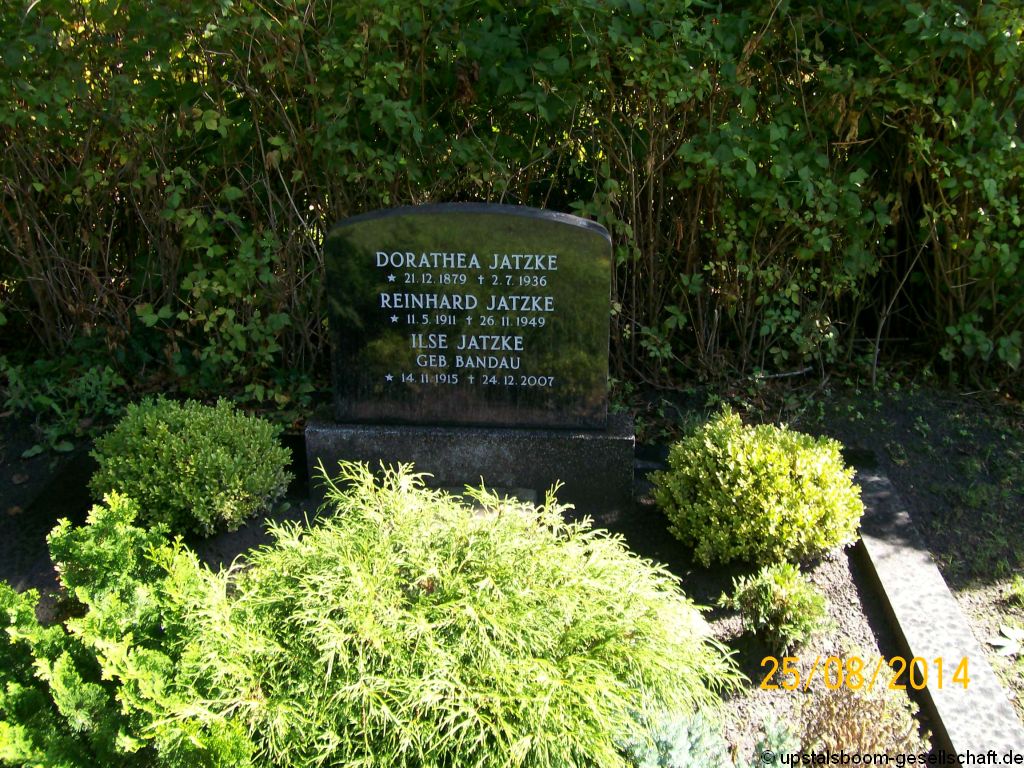 DORATHEA JATZKE
* 21.12.1879 † 2.7.1936
REINHARD JATZKE
* 11.5.1911 † 26.11.1949
ILSE JATZKE
GEB. BANDAU
* 14.11.1915 † 24.12.2007
25/08/2014
© upstalsboom-gesellschaft.de